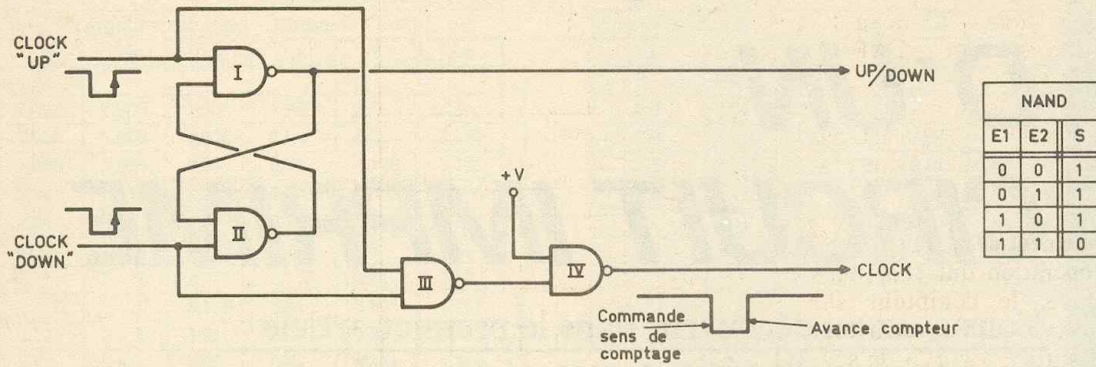 CLOCK
"UP"
I
UP/DOWN
II
CLOCK
"DOWN"
+V
III
IV
CLOCK
Commande
sens de
comptage
Avance compteur
NAND
E1 E2 S
0 0 1
0 1 1
1 0 1
1 1 0